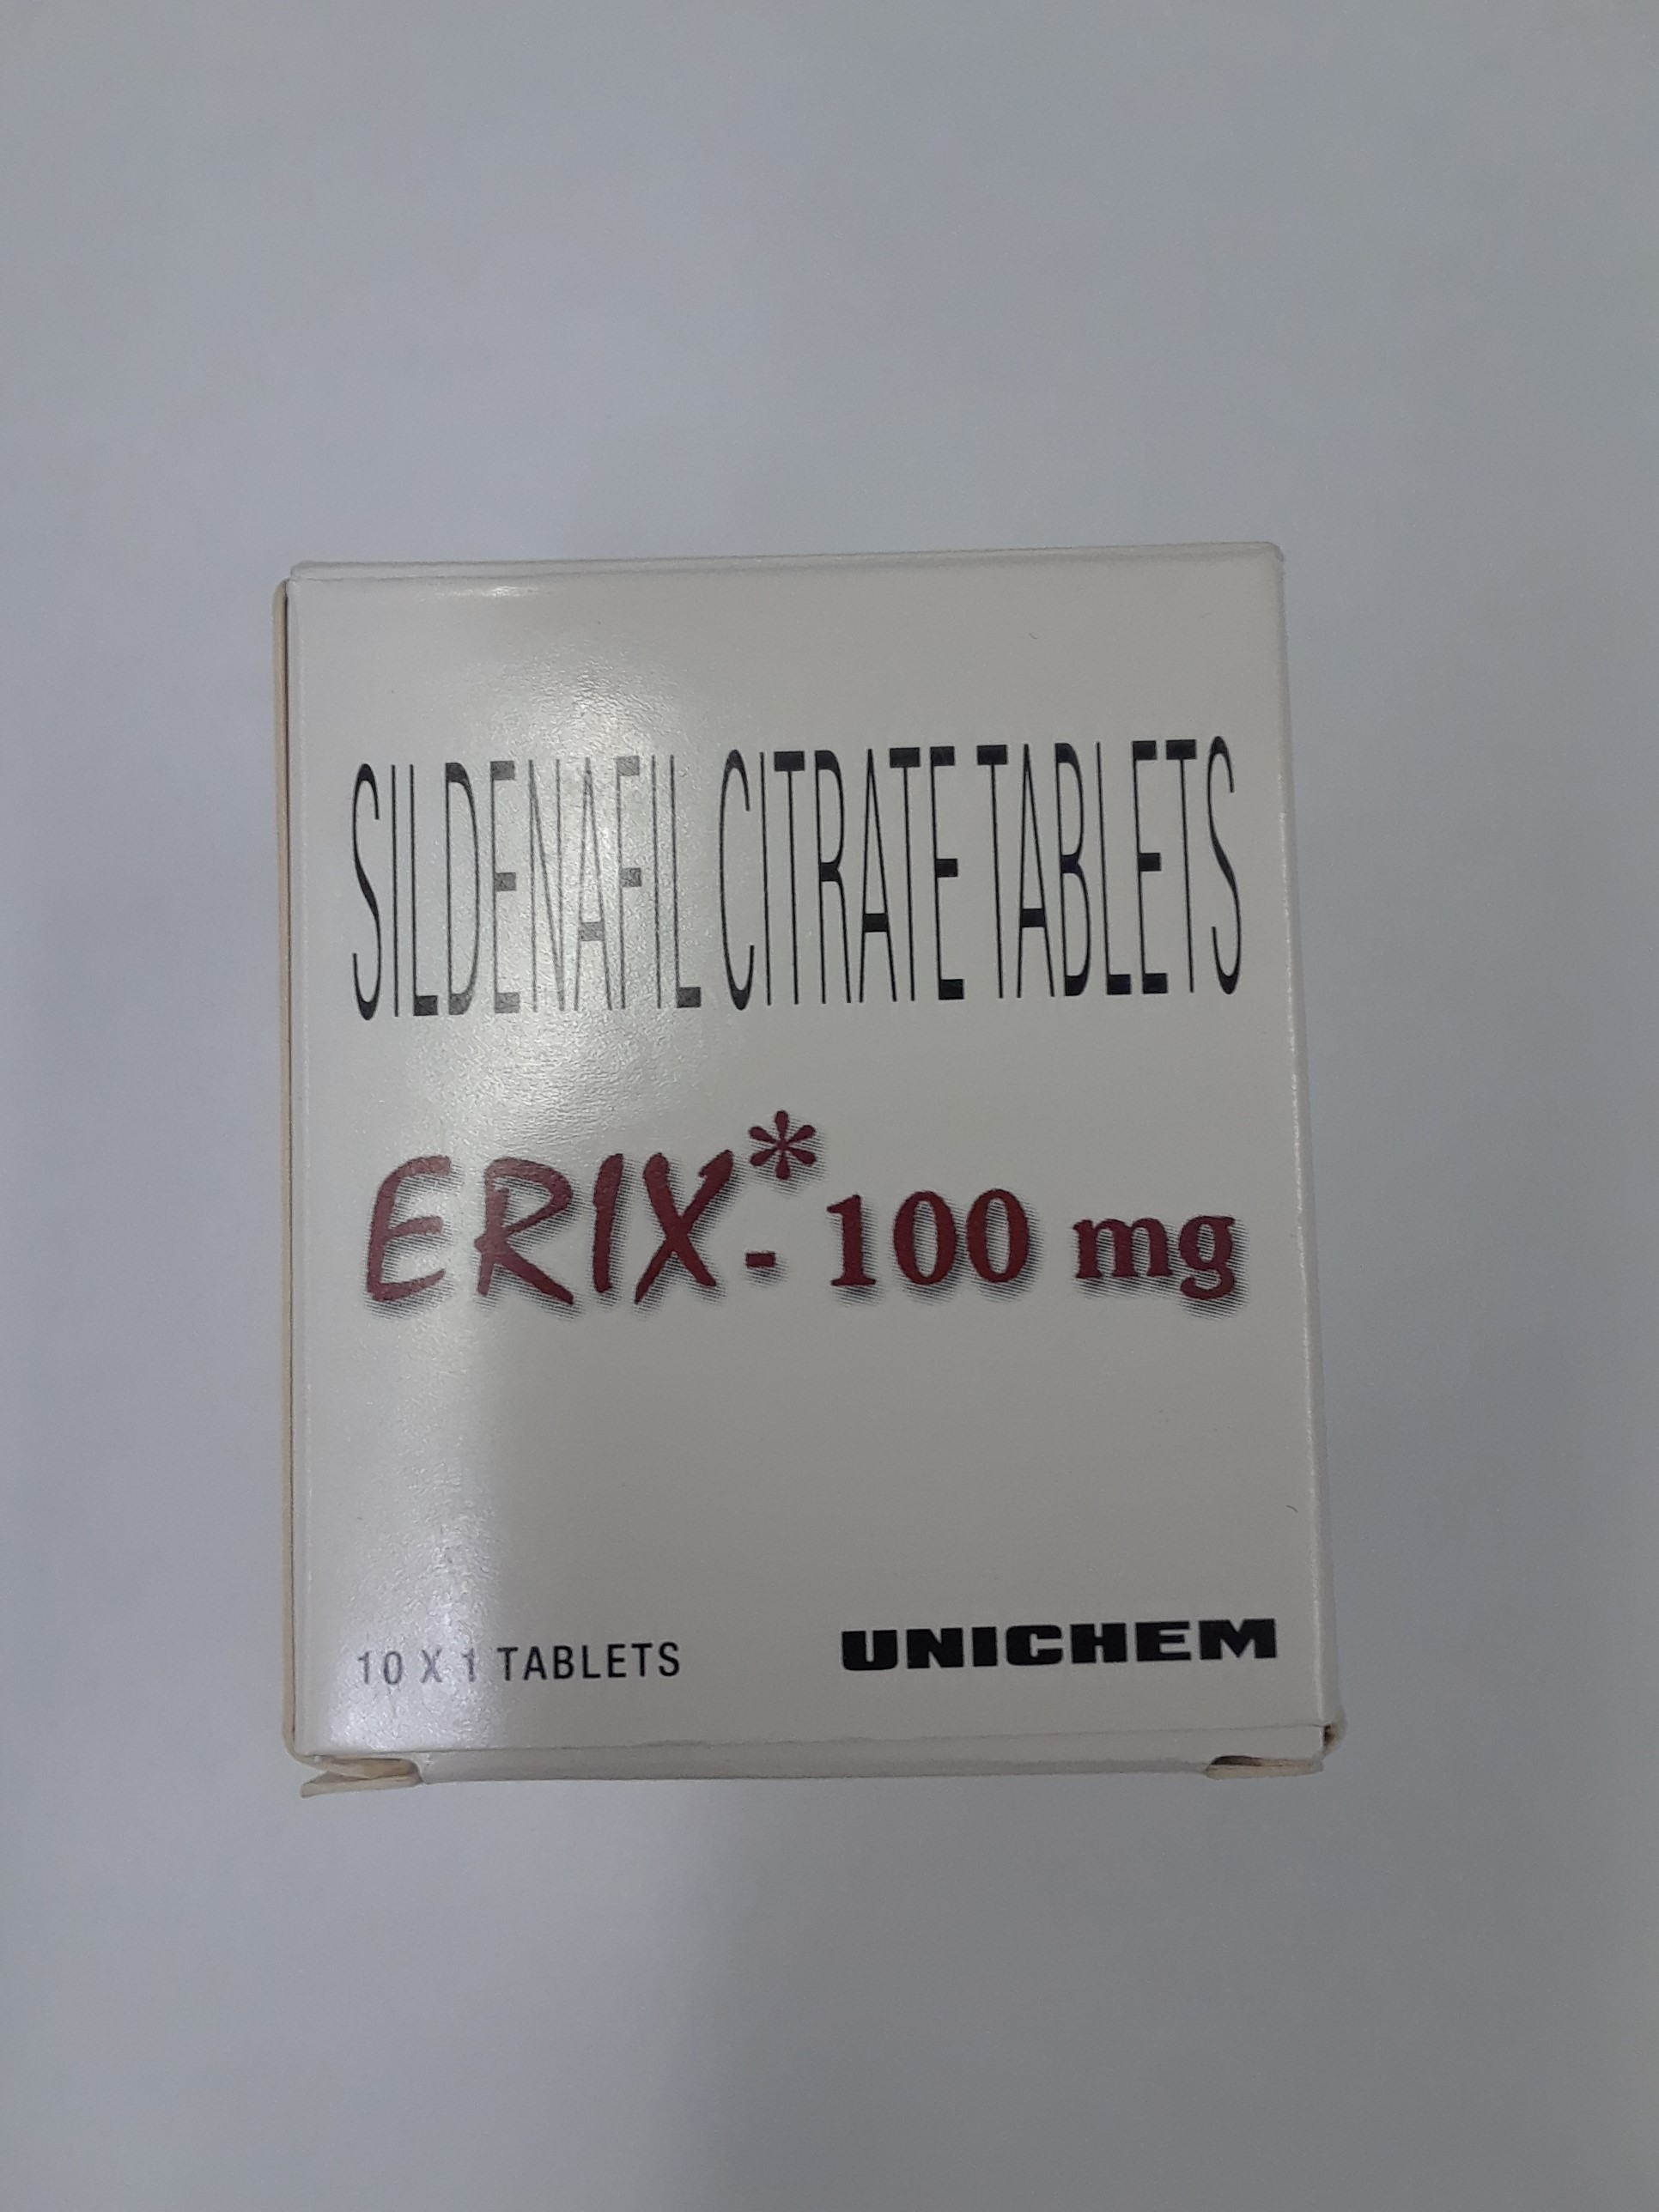 SILDENAFIL CITRATE TABLETS
ERIX*- 100 mg
10 X 1 TABLETS
UNICHEM